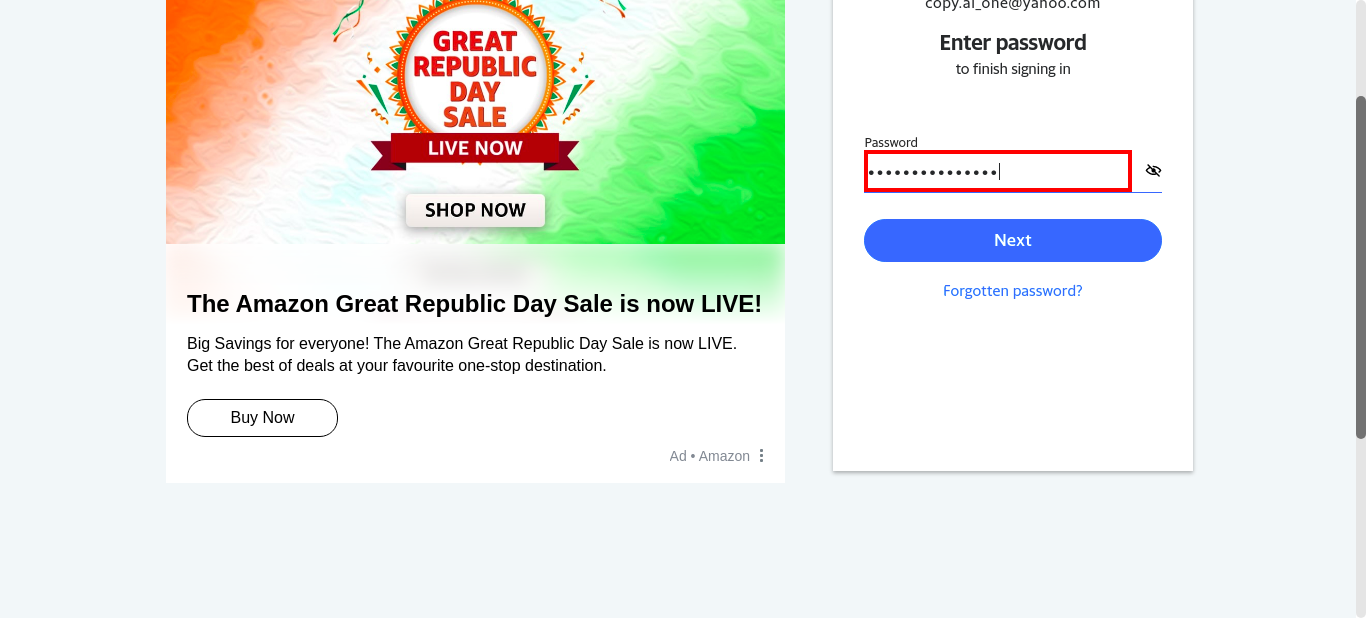 GREAT
REPUBLIC
DAY
SALE
LIVE NOW
SHOP NOW
The Amazon Great Republic Day Sale is now LIVE!
Big Savings for everyone! The Amazon Great Republic Day Sale is now LIVE.
Get the best of deals at your favourite one-stop destination.
Buy Now
Ad • Amazon
copy.ai_one@yahoo.com
Enter password
to finish signing in
Password
•••••••••••••••
Next
Forgotten password?